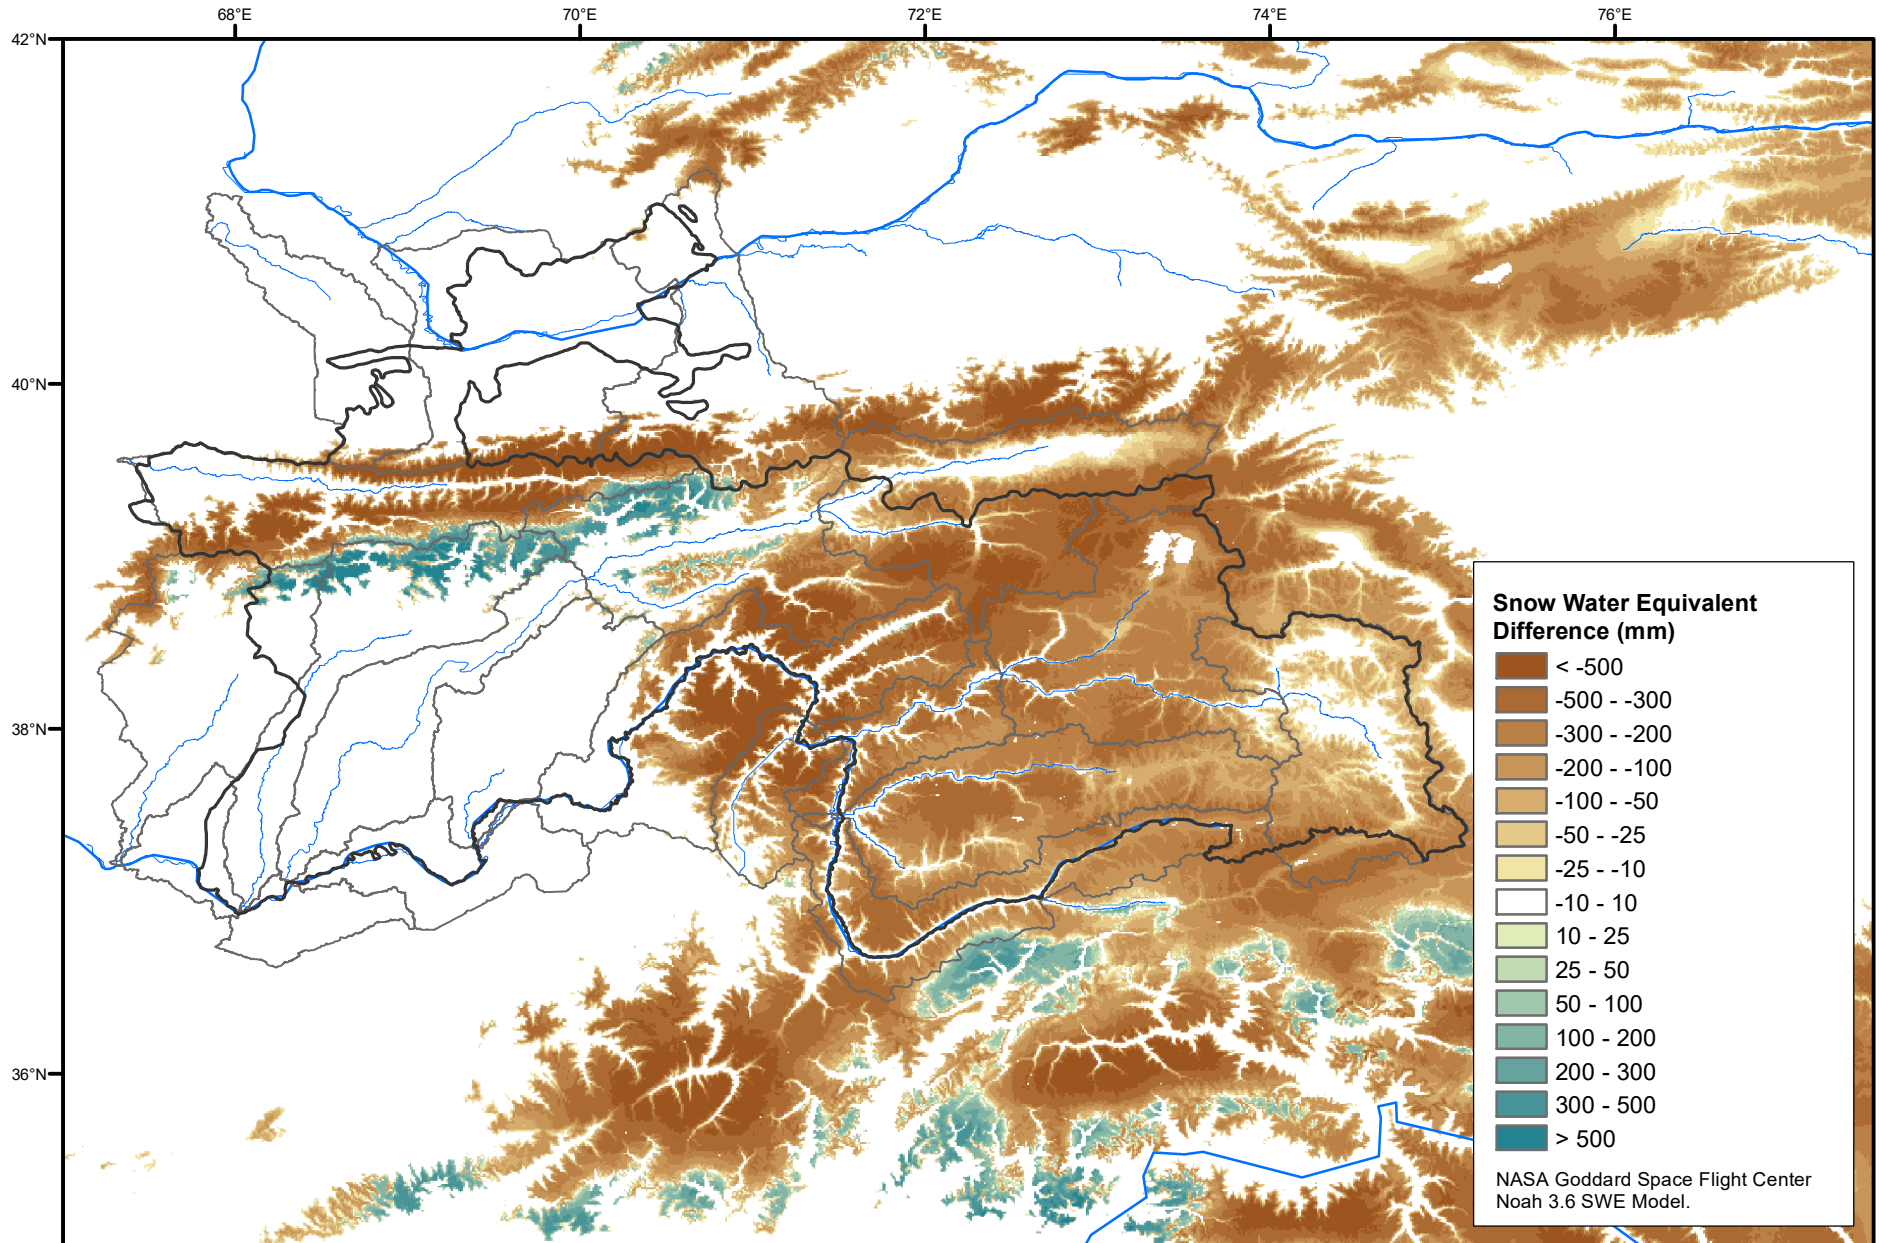 68°E 70°E 72°E 74°E 76°E
42°N
40°N
38°N
36°N
Snow Water Equivalent
Difference (mm)
< -500
-500 - -300
-300 - -200
-200 - -100
-100 - -50
-50 - -25
-25 - -10
-10 - 10
10 - 25
25 - 50
50 - 100
100 - 200
200 - 300
300 - 500
> 500
NASA Goddard Space Flight Center
Noah 3.6 SWE Model.